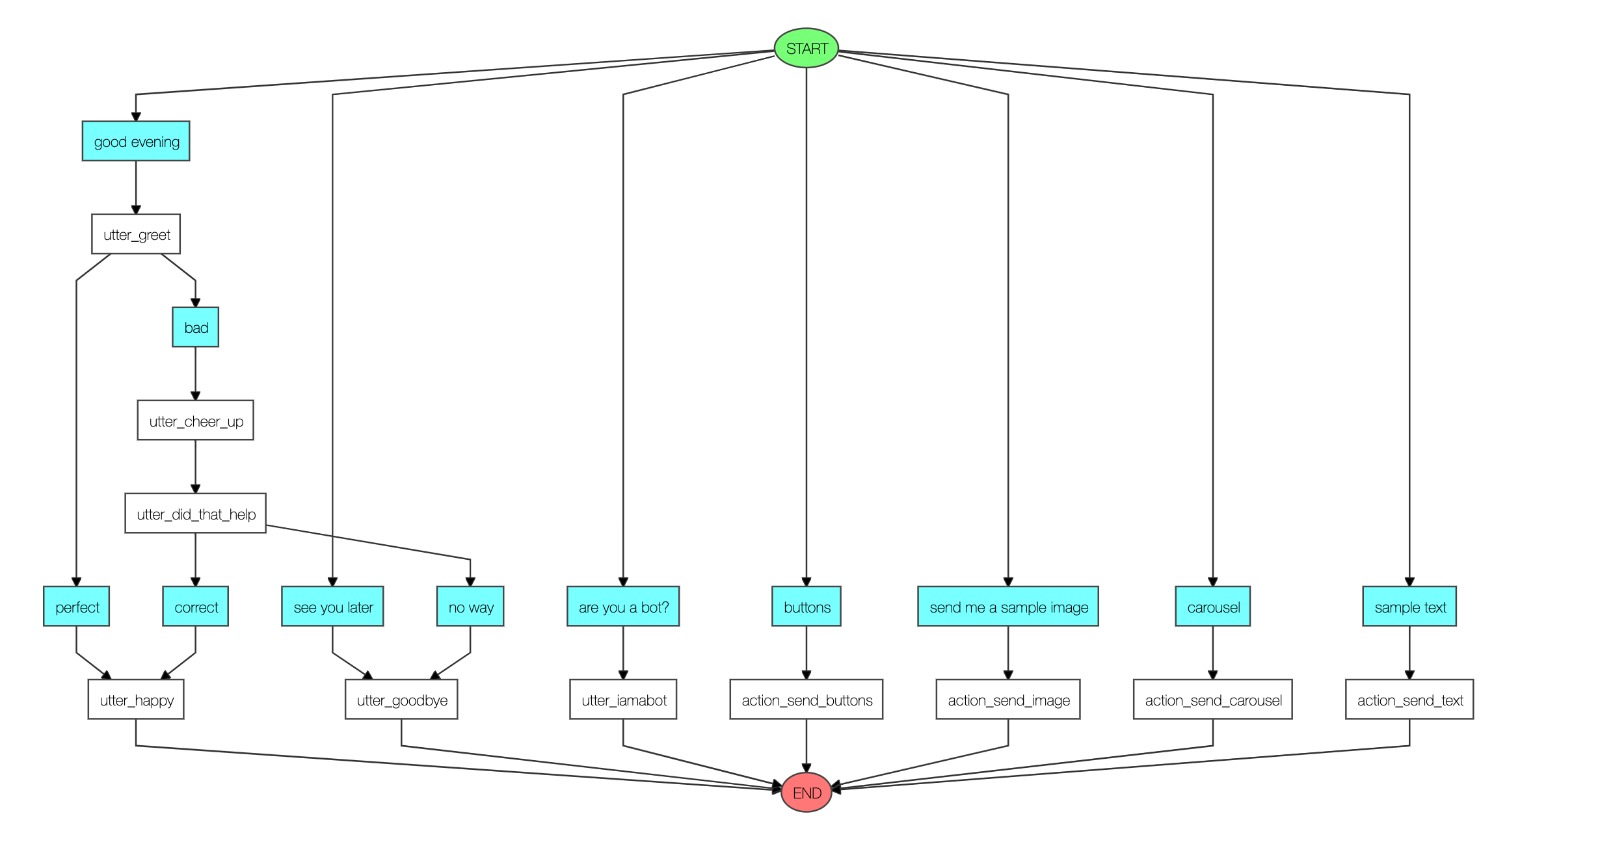 START
good evening
utter_greet
bad
utter_cheer_up
utter_did_that_help
perfect
correct
see you later
no way
are you a bot?
buttons
send me a sample image
carousel
sample text
utter_happy
utter_goodbye
utter_iamabot
action_send_buttons
action_send_image
action_send_carousel
action_send_text
END